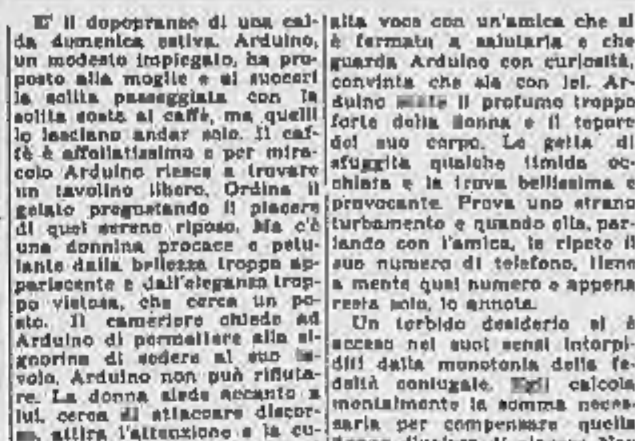 E' il dopopranzo di una cal-
da domenica estiva. Arduino,
un modesto impiegato, ha pro-
posto alla moglie e ai suoceri
la solita passeggiata con la
solita sosta al caffè, ma quelli
lo lasciano andar solo. Il caf-
fè è affollatissimo e per mira-
colo Arduino riesce a trovare
un tavolino libero. Ordina il
gelato pregustando il piacere
di quel sereno riposo. Ma c'è
una donnina procace e petu-
lante dalla bellezza troppo ap-
pariscente e dall'eleganza trop-
po vistosa, che cerca un po-
sto. Il cameriere chiede ad
Arduino di permettere alla si-
gnorina di sedere al suo ta-
volo. Arduino non può rifiuta-
re. La donna siede accanto a
lui, cerca di attaccare discor-
attira l'attenzione e la cu-
alta voce con un'amica che si
è fermata a salutarla e che
guarda Arduino con curiosità,
convinta che sia con lei. Ar-
duino il profumo troppo
forte della donna e il tepore
del suo corpo. Le getta di
sfuggita qualche timida oc-
chiata e la trova bellissima e
provocante. Prova uno strano
turbamento e quando ella, par-
lando con l'amica, le ripete il
suo numero di telefono, tiene
a mente quel numero e appena
resta solo, lo annota.
Un torbido desiderio si è
acceso nei suoi sensi intorpi-
diti dalla monotonia della fe-
deltà coniugale. Egli calcola
mentalmente la somma neces-
saria per compensare quella